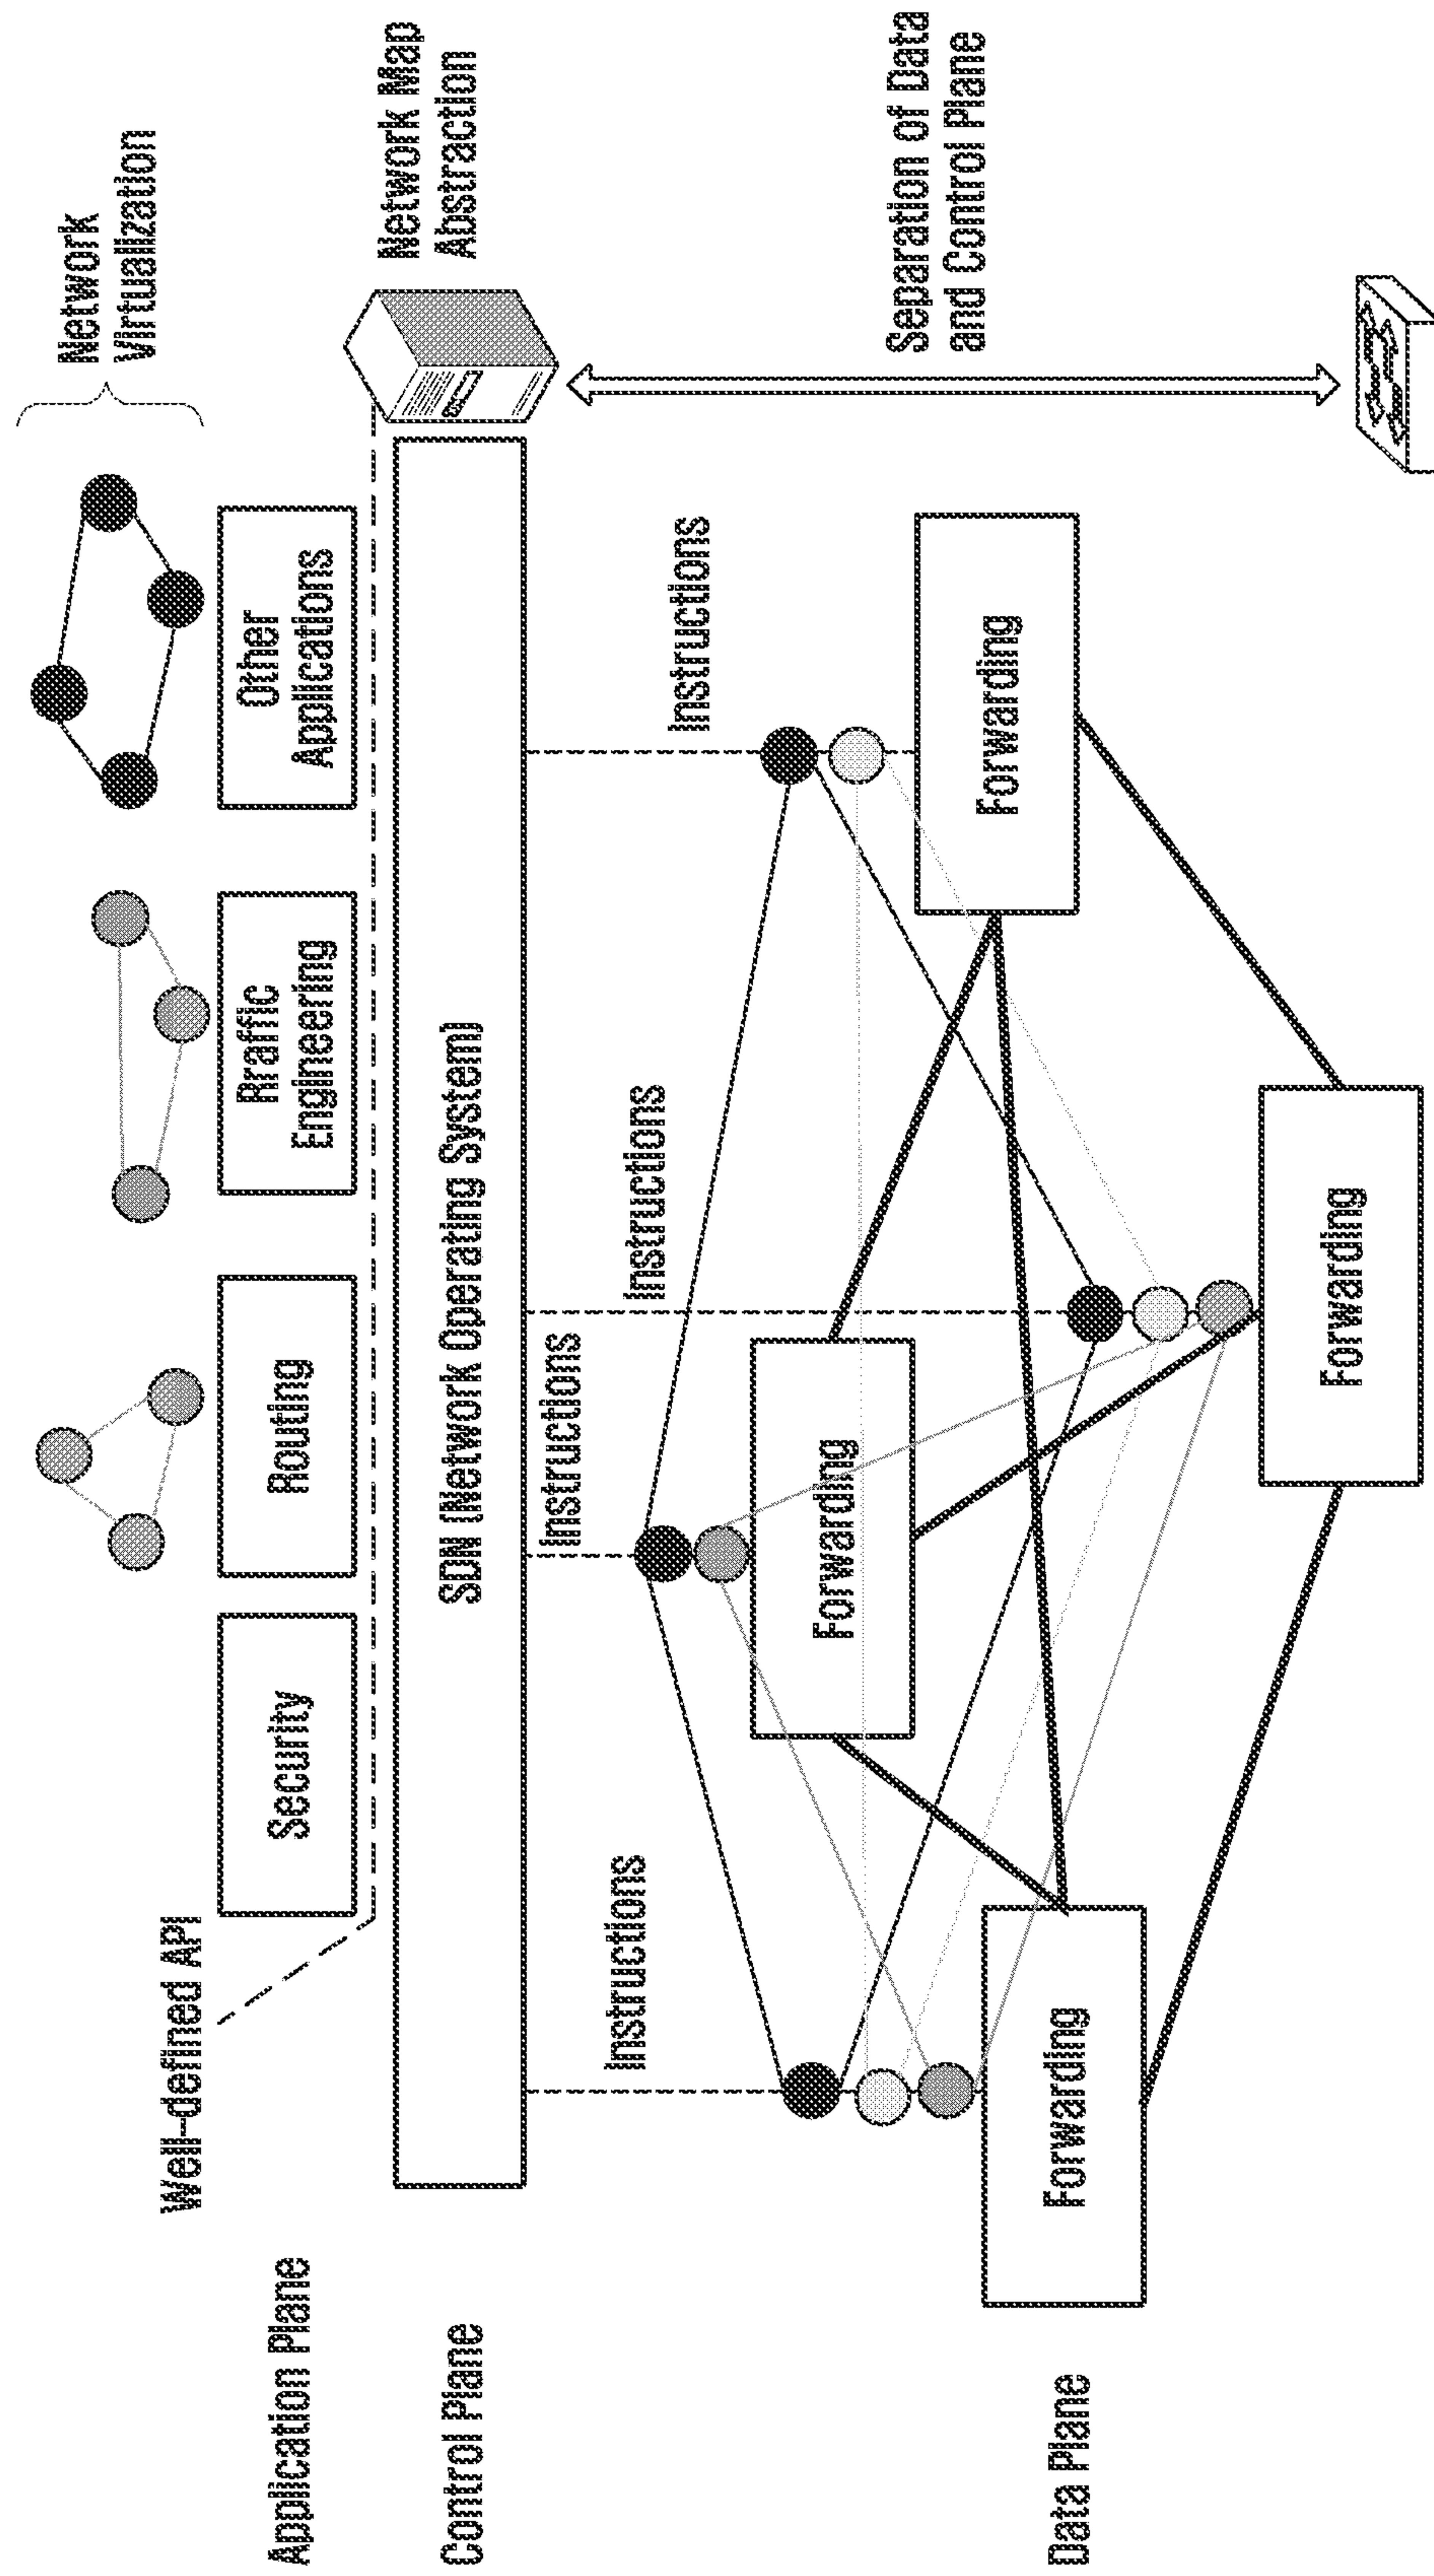 Network
Virtualization
Well-defined API
Application Plane
Security
Routing
Rraffic
Engineering
Other
Applications
Network Map
Abstraction
Control Plane
SDN (Network Operating System)
Instructions
Instructions
Instructions
Instructions
Separation of Data
and Control Plane
Data Plane
Forwarding
Forwarding
Forwarding
Forwarding